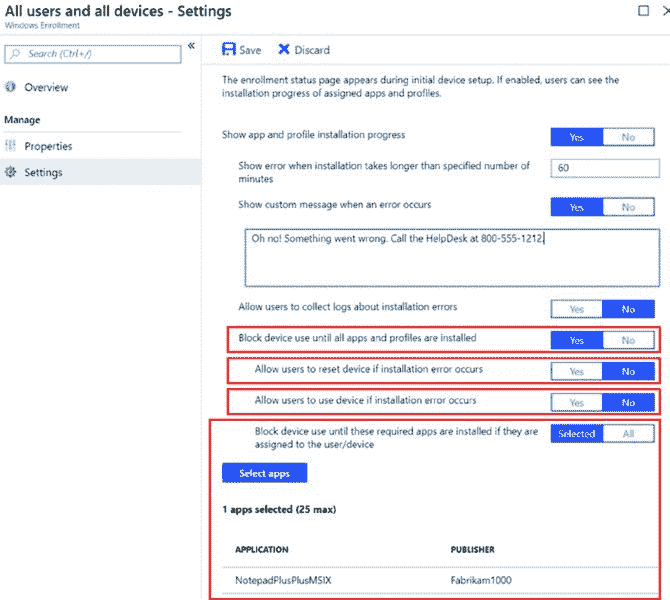 All users and all devices - Settings
Windows Enrollment
Search (Ctrl+/)
«
Overview
Manage
Properties
Settings
Save Discard
The enrollment status page appears during initial device setup. If enabled, users can see the
installation progress of assigned apps and profiles.
Show app and profile installation progress Yes No
Show error when installation takes longer than specified number of
minutes
60
Show custom message when an error occurs Yes No
Oh no! Something went wrong. Call the HelpDesk at 800-555-1212.
Allow users to collect logs about installation errors Yes No
Block device use until all apps and profiles are installed Yes No
Allow users to reset device if installation error occurs Yes No
Allow users to use device if installation error occurs Yes No
Block device use until these required apps are installed if they are
assigned to the user/device
Selected All
Select apps
1 apps selected (25 max)
APPLICATION PUBLISHER
NotepadPlusPlusMSIX Fabrikam1000